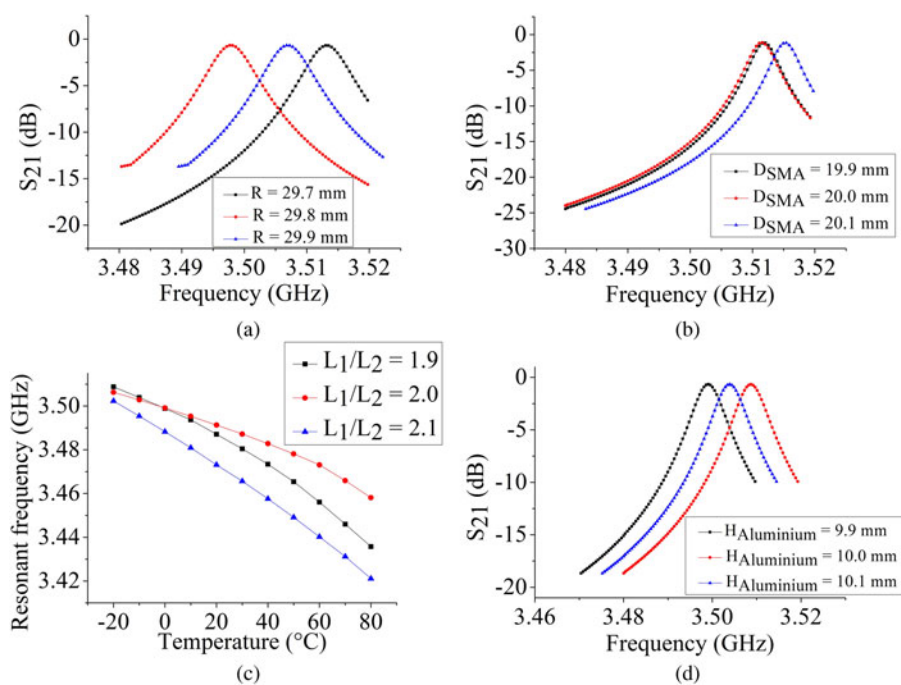 0
-5
-10
-15
-20
S21 (dB)
R = 29.7 mm
R = 29.8 mm
R = 29.9 mm
3.48 3.49 3.50 3.51 3.52
Frequency (GHz)
(a)
0
-5
-10
-15
-20
-25
-30
S21 (dB)
DSMA = 19.9 mm
DSMA = 20.0 mm
DSMA = 20.1 mm
3.48 3.49 3.50 3.51 3.52
Frequency (GHz)
(b)
L1/L2 = 1.9
L1/L2 = 2.0
L1/L2 = 2.1
3.50
3.48
3.46
3.44
3.42
Resonant frequency (GHz)
-20 0 20 40 60 80
Temperature (°C)
(c)
0
-5
-10
-15
-20
S21 (dB)
HAluminium = 9.9 mm
HAluminium = 10.0 mm
HAluminium = 10.1 mm
3.46 3.48 3.50 3.52
Frequency (GHz)
(d)